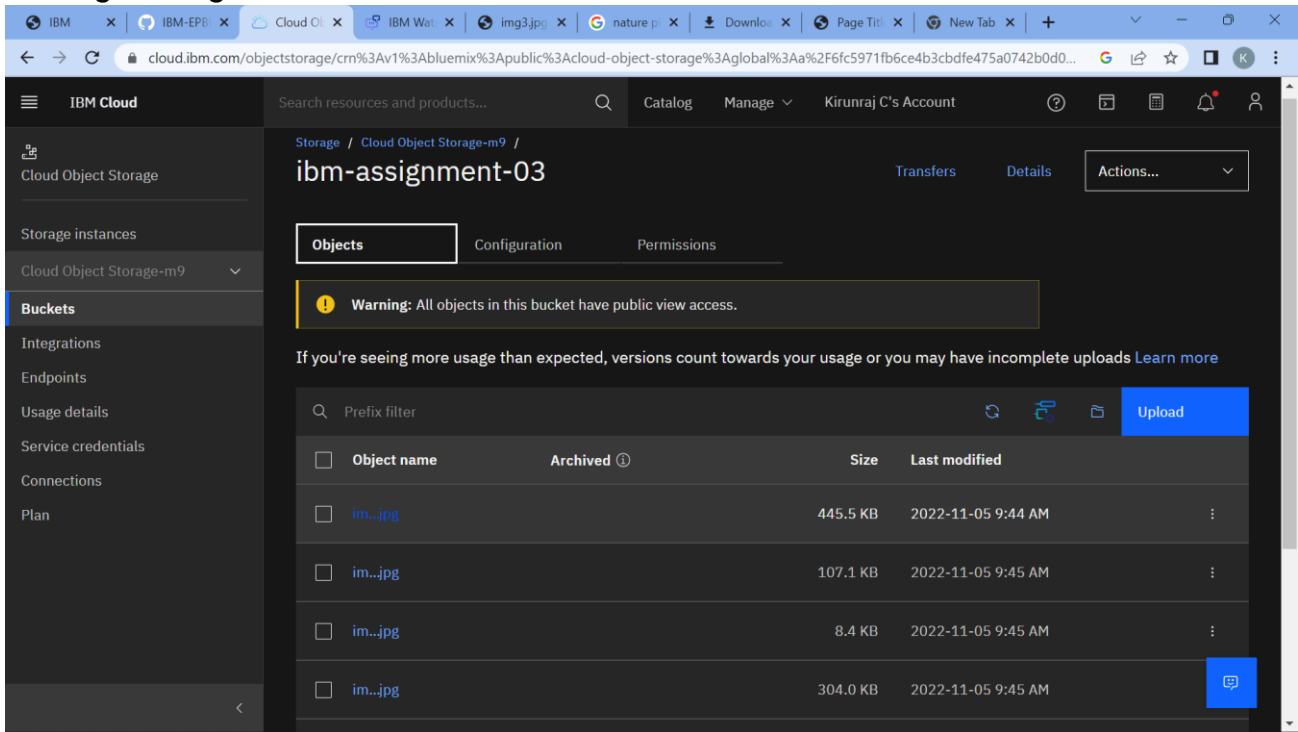 IBM
IBM-EPB
Cloud Ob
IBM Wat
img3.jpg
nature pi
Downloa
Page Titl
New Tab
cloud.ibm.com/objectstorage/crn%3Av1%3Abluemix%3Apublic%3Acloud-object-storage%3Aglobal%3Aa%2F6fc5971fb6ce4b3cbdfe475a0742b0d0...
K
IBM Cloud
Search resources and products...
Catalog
Manage
Kirunraj C's Account
Cloud Object Storage
Storage instances
Cloud Object Storage-m9
Buckets
Integrations
Endpoints
Usage details
Service credentials
Connections
Plan
Storage / Cloud Object Storage-m9 /
ibm-assignment-03
Transfers
Details
Actions...
Objects
Configuration
Permissions
Warning: All objects in this bucket have public view access.
If you're seeing more usage than expected, versions count towards your usage or you may have incomplete uploads Learn more
Prefix filter
Upload
Object name Archived Size Last modified
im...jpg 445.5 KB 2022-11-05 9:44 AM
im...jpg 107.1 KB 2022-11-05 9:45 AM
im...jpg 8.4 KB 2022-11-05 9:45 AM
im...jpg 304.0 KB 2022-11-05 9:45 AM